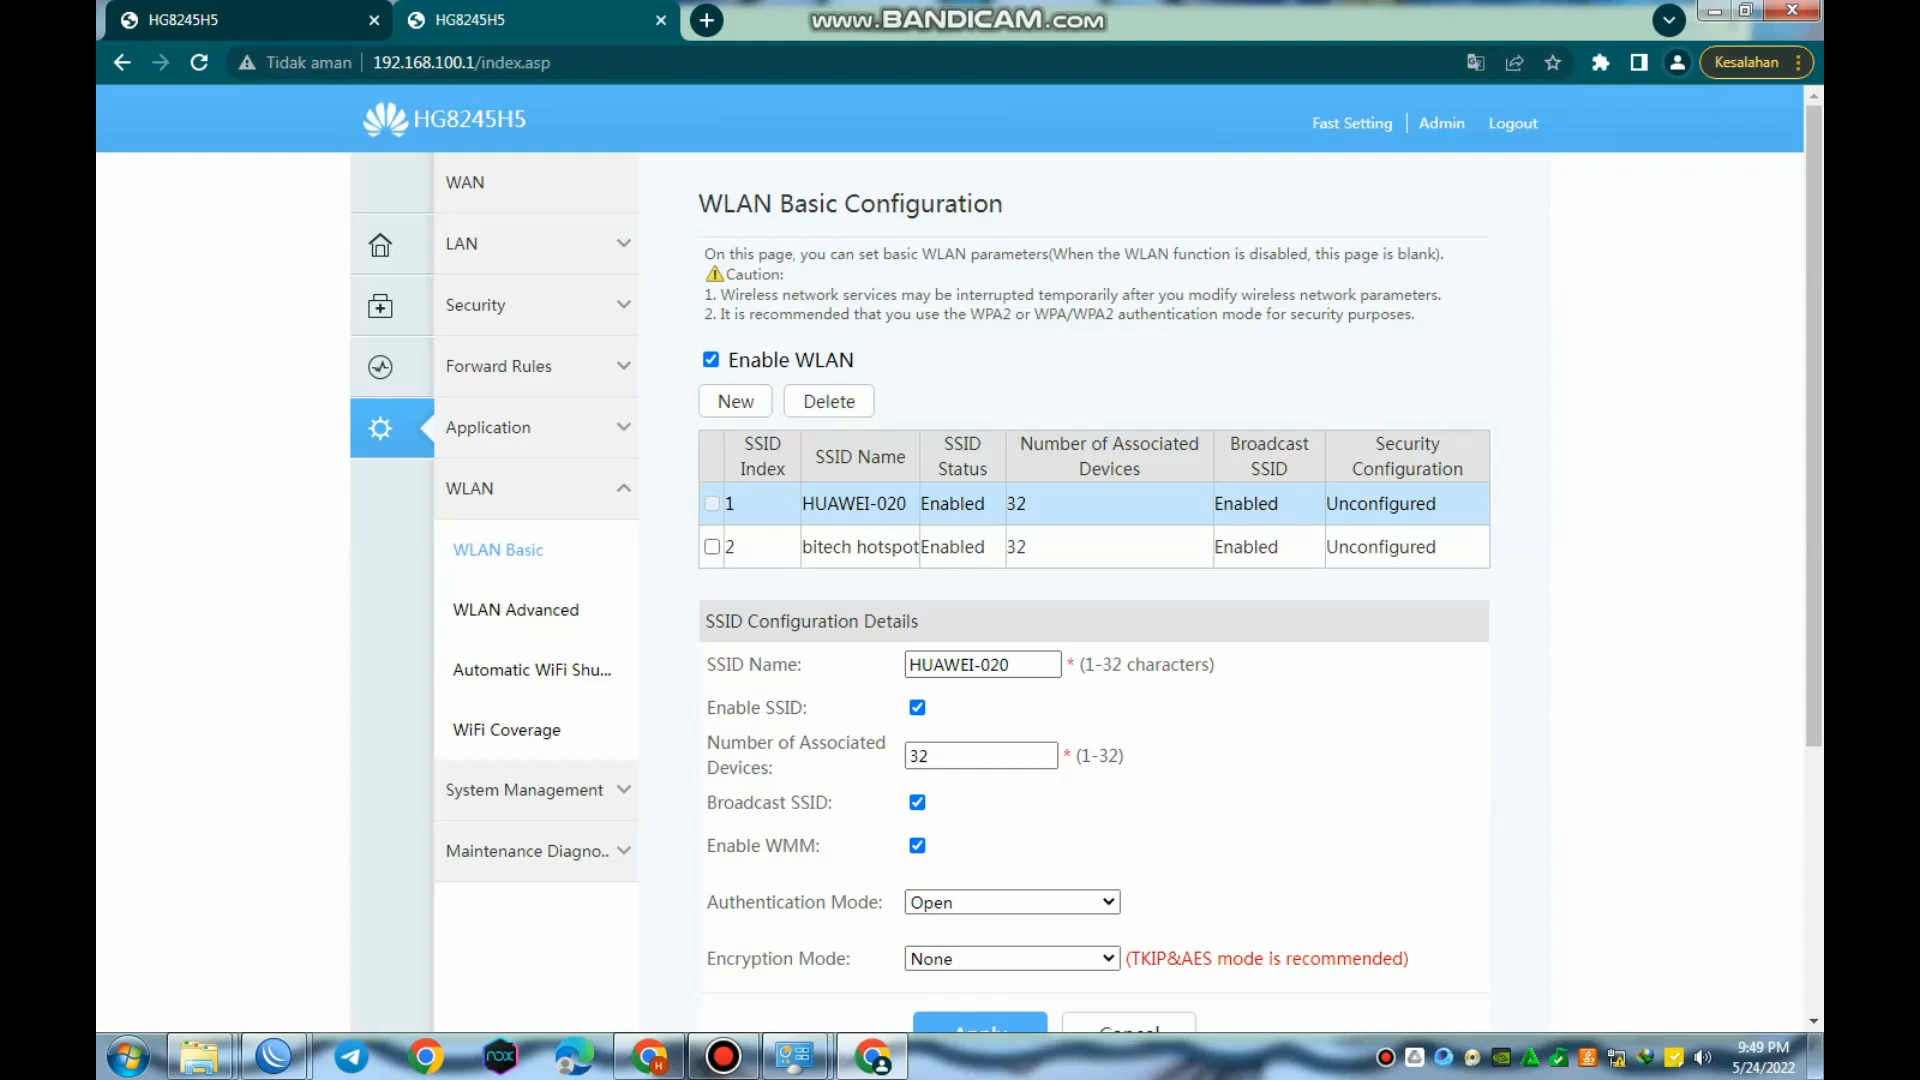 HG8245H5
HG8245H5
www.BANDICAM.com
Tidak aman
192.168.100.1/index.asp
Kesalahan
HG8245H5
Fast Setting
Admin
Logout
WAN
LAN
Security
Forward Rules
Application
WLAN
WLAN Basic
WLAN Advanced
Automatic WiFi Shu...
WiFi Coverage
System Management
Maintenance Diagno..
WLAN Basic Configuration
On this page, you can set basic WLAN parameters(When the WLAN function is disabled, this page is blank).
Caution:
1. Wireless network services may be interrupted temporarily after you modify wireless network parameters.
2. It is recommended that you use the WPA2 or WPA/WPA2 authentication mode for security purposes.
Enable WLAN
New Delete
SSID Index SSID Name SSID Status Number of Associated Devices Broadcast SSID Security Configuration
1 HUAWEI-020 Enabled 32 Enabled Unconfigured
2 bitech hotspot Enabled 32 Enabled Unconfigured
SSID Configuration Details
SSID Name: HUAWEI-020 * (1-32 characters)
Enable SSID:
Number of Associated Devices: 32 * (1-32)
Broadcast SSID:
Enable WMM:
Authentication Mode: Open
Encryption Mode: None (TKIP&AES mode is recommended)
Apply Cancel
nox
H
9:49 PM
5/24/2022